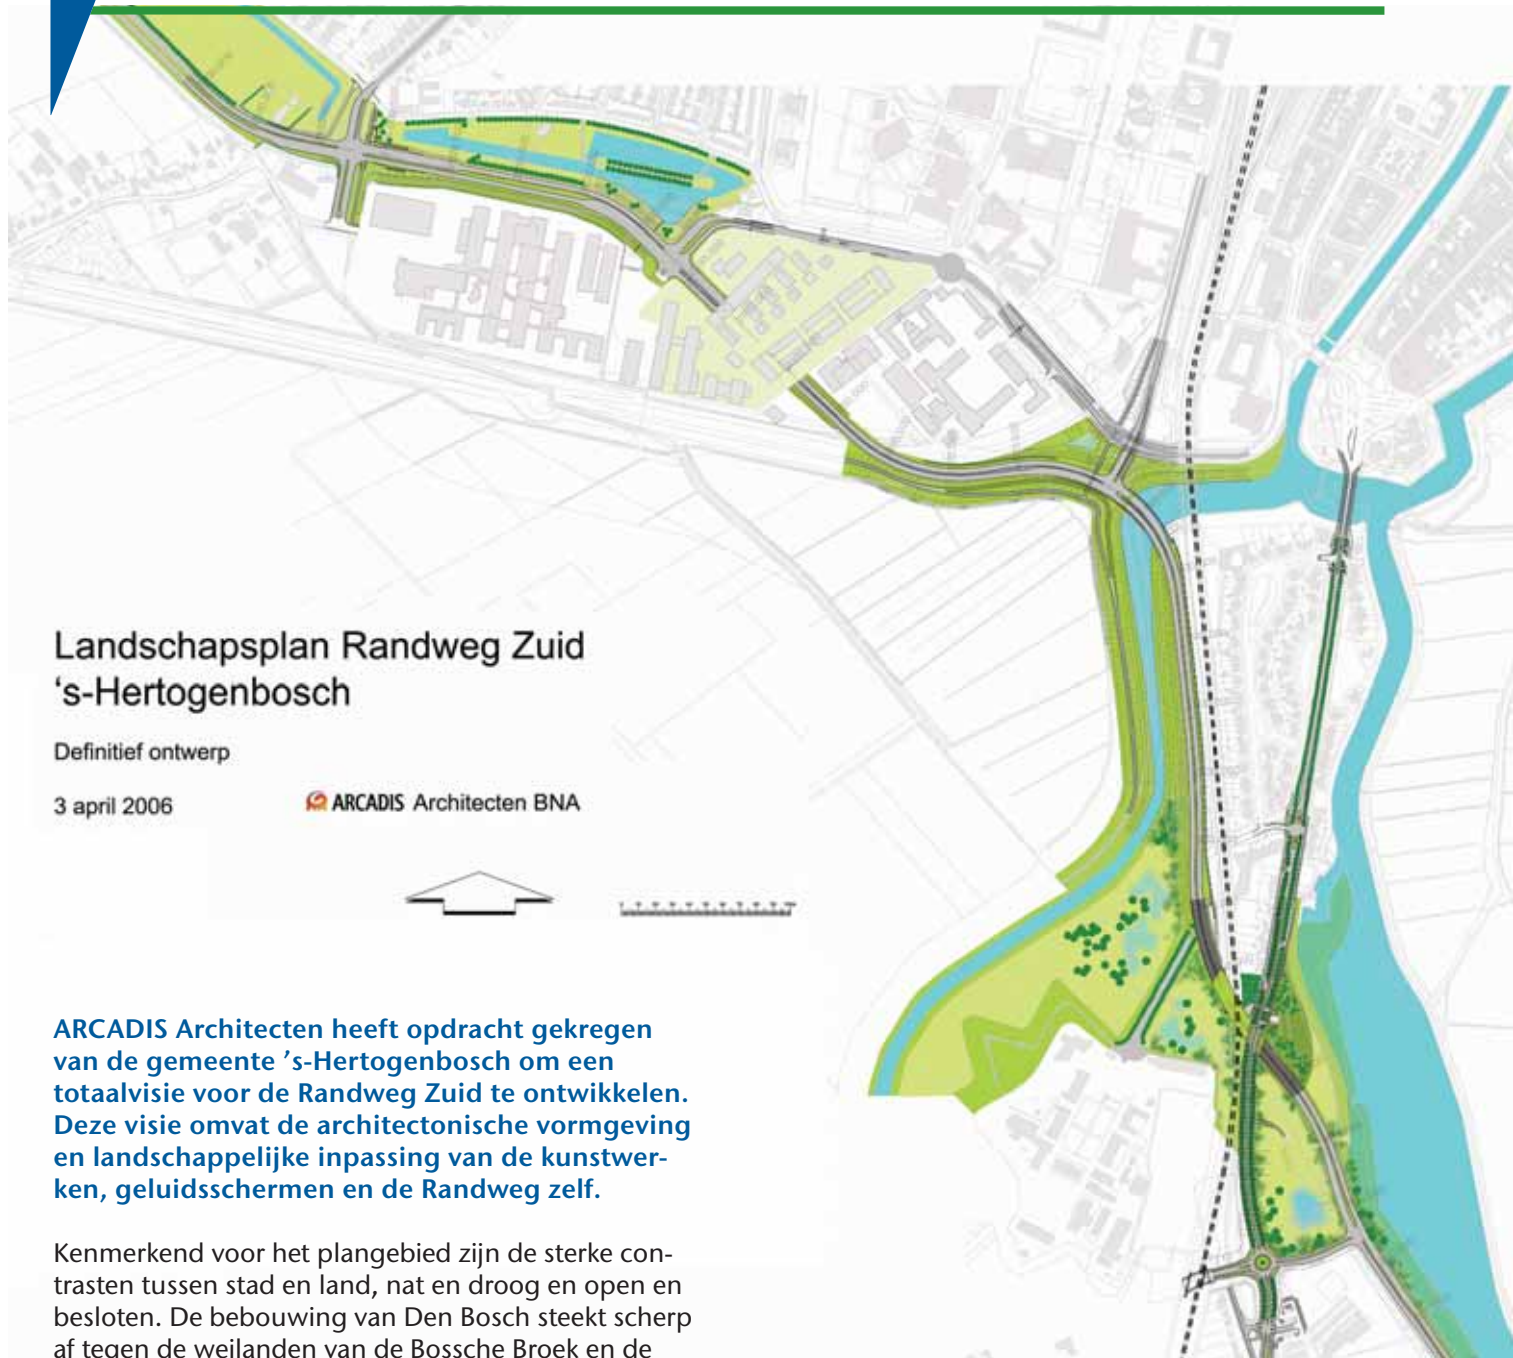 Landschapsplan Randweg Zuid
‘s-Hertogenbosch
Definitief ontwerp
3 april 2006
ARCADIS Architecten BNA
ARCADIS Architecten heeft opdracht gekregen
van de gemeente ’s-Hertogenbosch om een
totaalvisie voor de Randweg Zuid te ontwikkelen.
Deze visie omvat de architectonische vormgeving
en landschappelijke inpassing van de kunstwer-
ken, geluidsschermen en de Randweg zelf.
Kenmerkend voor het plangebied zijn de sterke con-
trasten tussen stad en land, nat en droog en open en
besloten. De bebouwing van Den Bosch steekt scherp
af tegen de weilanden van de Bossche Broek en de